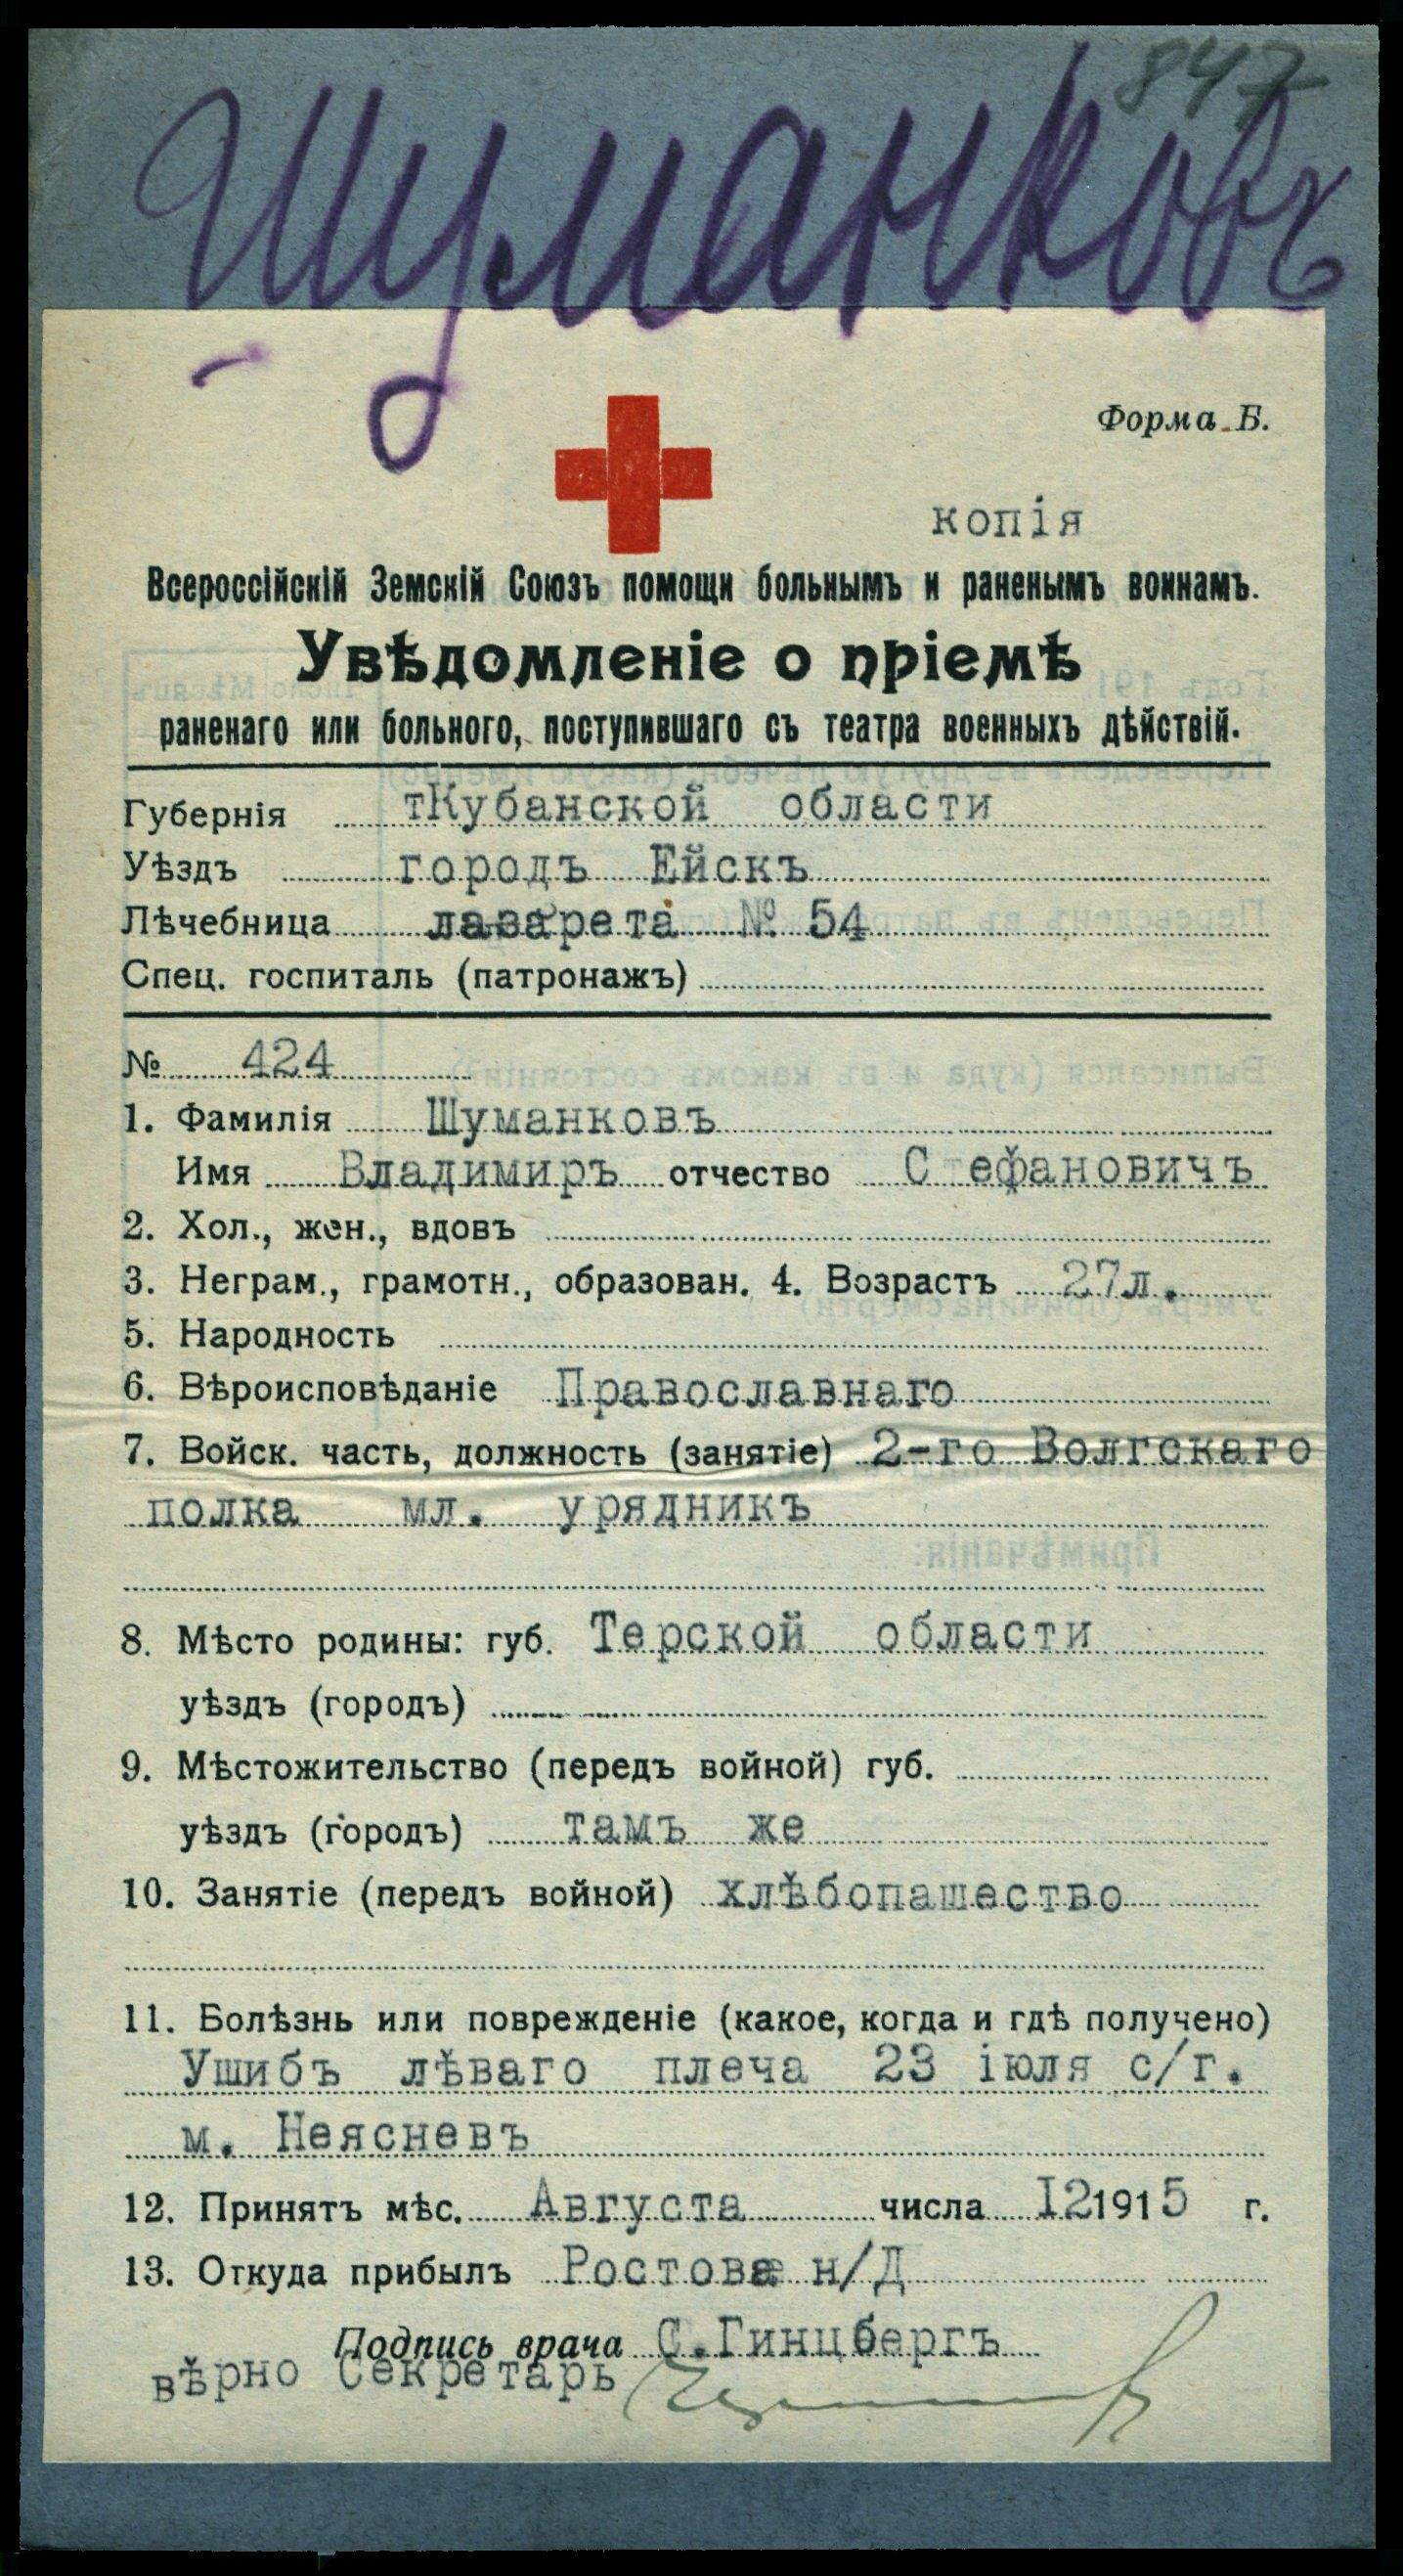 847
Шуманковъ
Форма Б.
копія
Всероссійскій Земскій Союзъ помощи больнымъ и раненымъ воинамъ.
Увѣдомленіе о пріемѣ
раненаго или больного, поступившаго съ театра военныхъ дѣйствій.
Губернія тКубанской области
Уѣздъ городъ Ейскъ
Лѣчебница лазарета № 54
Спец. госпиталь (патронажъ)
№ 424
1. Фамилія Шуманковъ
Имя Владимиръ отчество Стефановичъ
2. Хол., жен., вдовъ
3. Неграм., грамотн., образован. 4. Возрастъ 27л.
5. Народность
6. Вѣроисповѣданіе Православнаго
7. Войск. часть, должность (занятіе) 2-го Волгскаго
полка мл. урядникъ
8. Мѣсто родины: губ. Терской области
уѣздъ (городъ)
9. Мѣстожительство (передъ войной) губ.
уѣздъ (городъ) тамъ же
10. Занятіе (передъ войной) хлѣбопашество
11. Болѣзнь или поврежденіе (какое, когда и гдѣ получено)
Ушибъ лѣваго плеча 23 іюля с/г.
м. Неясневъ
12. Принятъ мѣс. Августа числа I2 1915 г.
13. Откуда прибылъ Ростова н/Д
Подпись врача С.Гинцбергъ
вѣрно Секретарь